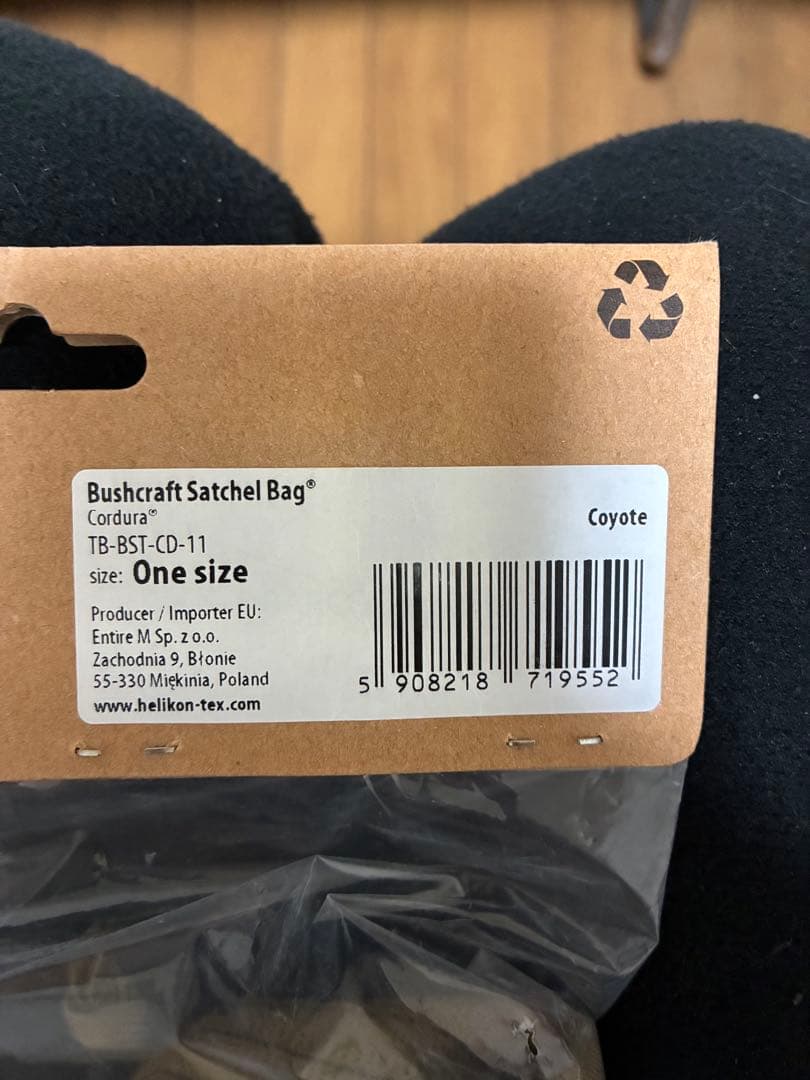 Bushcraft Satchel Bag®
Cordura®
Coyote
TB-BST-CD-11
size: One size
Producer / Importer EU:
Entire M Sp. z o.o.
Zachodnia 9, Błonie
55-330 Miękinia, Poland
www.helikon-tex.com
5 908218 719552